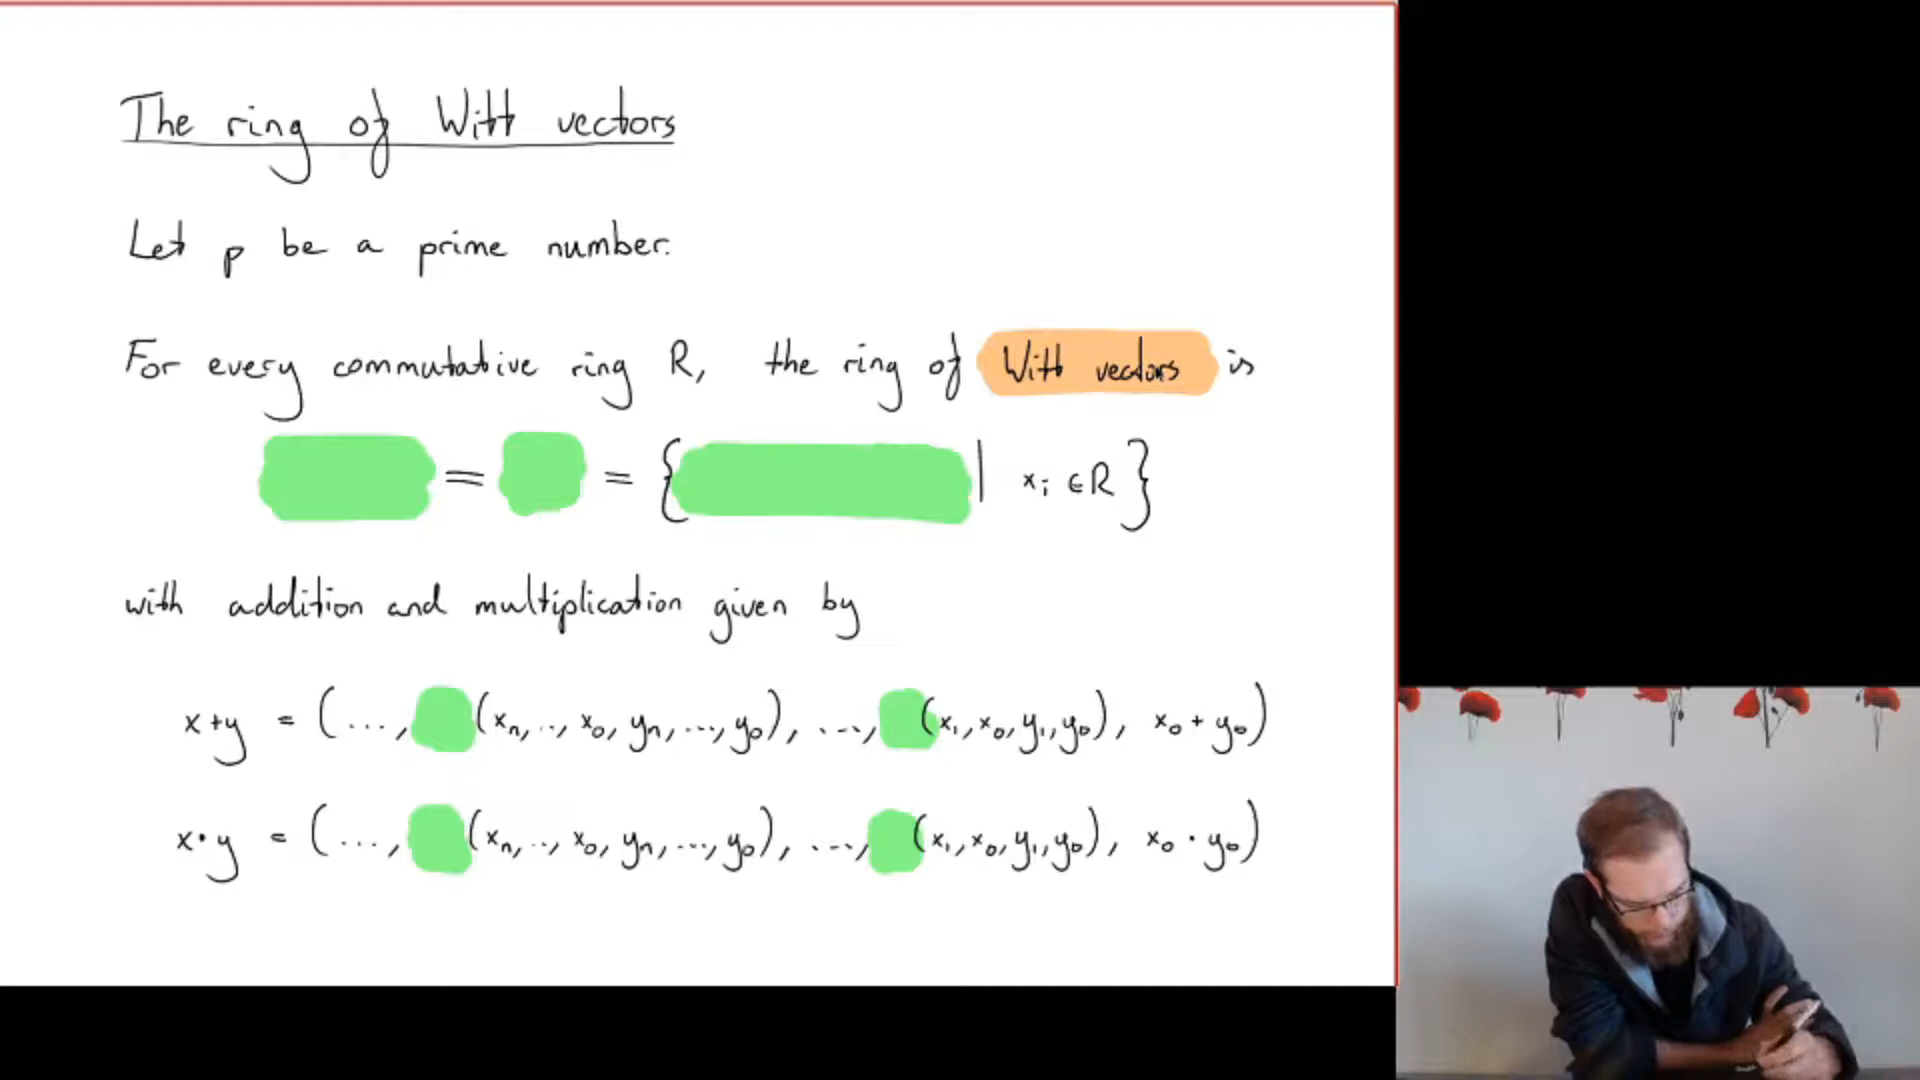 The ring of Witt vectors
Let p be a prime number.
For every commutative ring R, the ring of Witt vectors is
= = { | xᵢ ∈ R }
with addition and multiplication given by
x+y = (..., (xₙ,.., x₀, yₙ,...,y₀), ..., (x₁,x₀,y₁,y₀), x₀ + y₀)
x·y = (..., (xₙ,.., x₀, yₙ,...,y₀), ..., (x₁,x₀,y₁,y₀), x₀ · y₀)